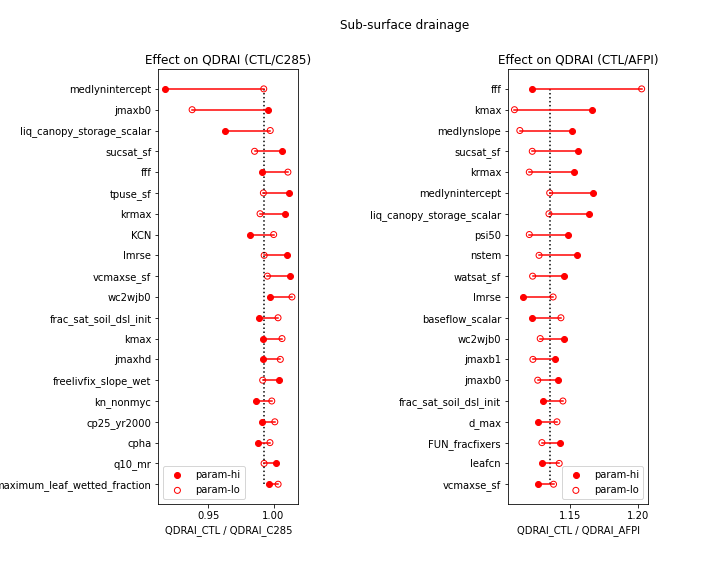 Sub-surface drainage
Effect on QDRAI (CTL/C285)
medlynintercept
jmaxb0
liq_canopy_storage_scalar
sucsat_sf
fff
tpuse_sf
krmax
KCN
lmrse
vcmaxse_sf
wc2wjb0
frac_sat_soil_dsl_init
kmax
jmaxhd
freelivfix_slope_wet
kn_nonmyc
cp25_yr2000
cpha
q10_mr
maximum_leaf_wetted_fraction
param-hi
param-lo
0.95 1.00
QDRAI_CTL / QDRAI_C285
Effect on QDRAI (CTL/AFPI)
fff
kmax
medlynslope
sucsat_sf
krmax
medlynintercept
liq_canopy_storage_scalar
psi50
nstem
watsat_sf
lmrse
baseflow_scalar
wc2wjb0
jmaxb1
jmaxb0
frac_sat_soil_dsl_init
d_max
FUN_fracfixers
leafcn
vcmaxse_sf
param-hi
param-lo
1.15 1.20
QDRAI_CTL / QDRAI_AFPI